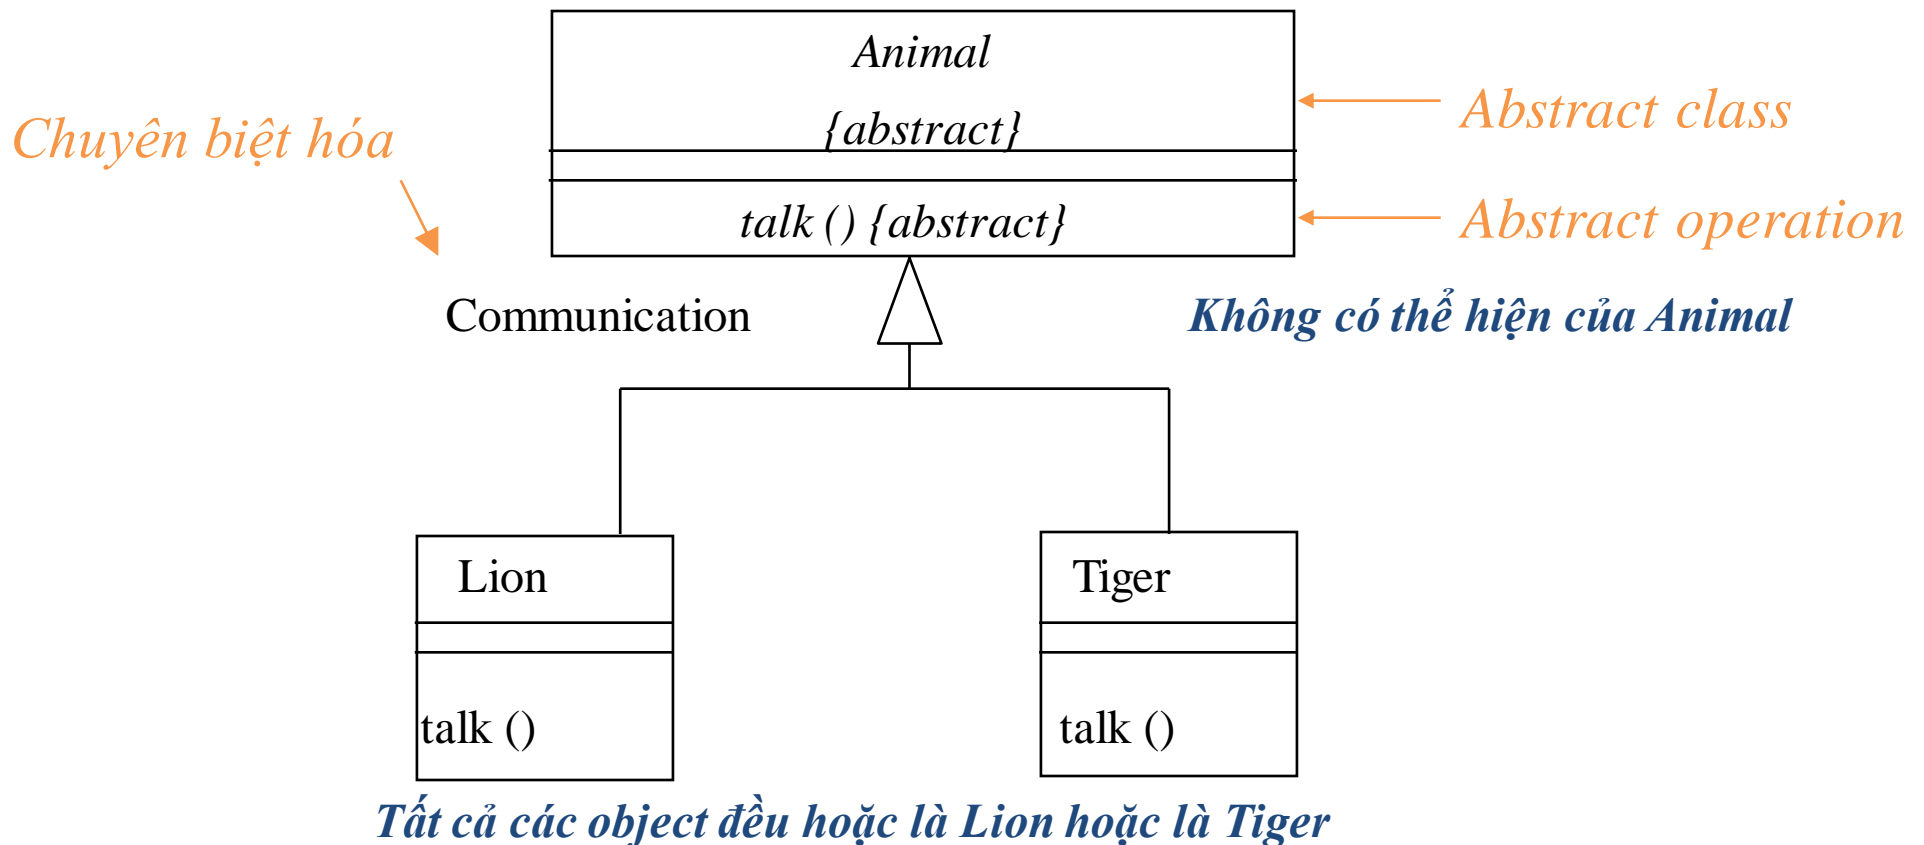 Animal
{abstract}
Abstract class
Chuyên biệt hóa
talk () {abstract}
Abstract operation
Communication
Không có thể hiện của Animal
Lion
Tiger
talk ()
talk ()
Tất cả các object đều hoặc là Lion hoặc là Tiger